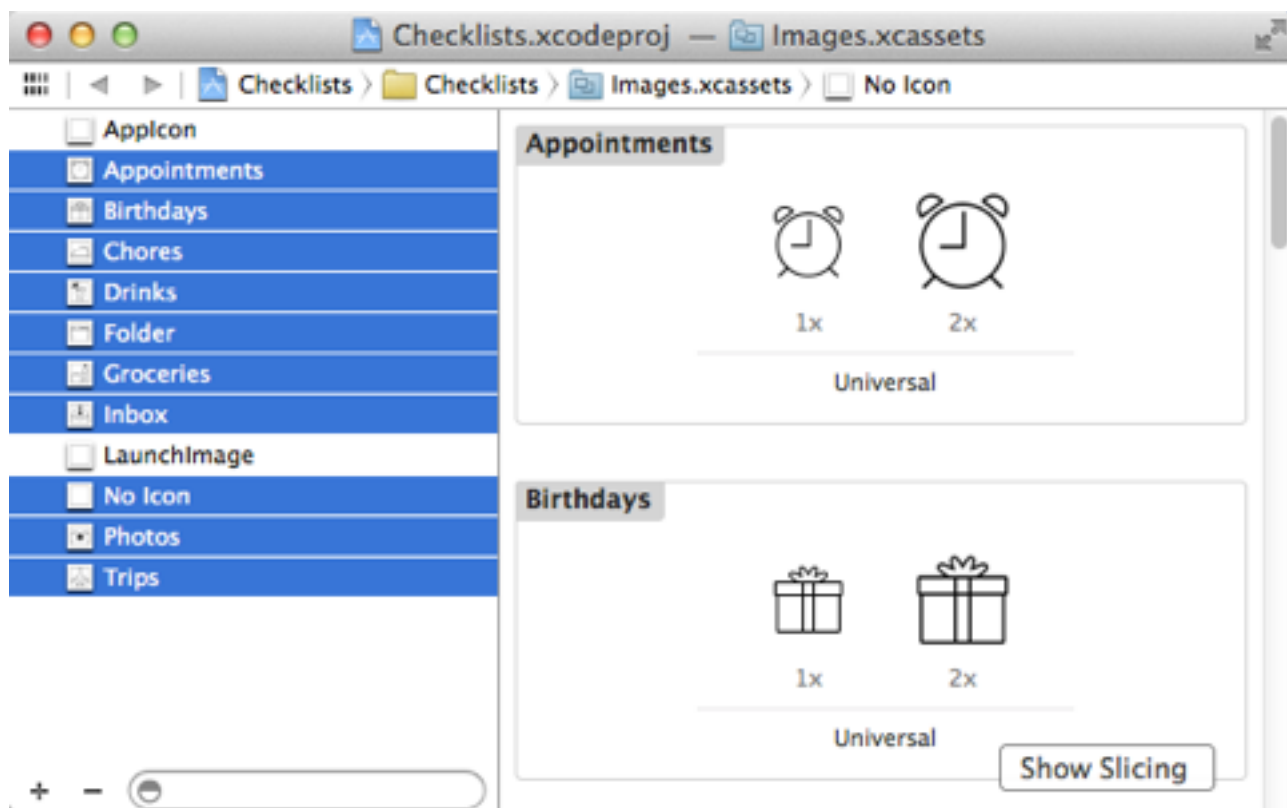 Checklists.xcodeproj — Images.xcassets
Checklists 〉 Checklists 〉 Images.xcassets 〉 No Icon
AppIcon
Appointments
Birthdays
Chores
Drinks
Folder
Groceries
Inbox
LaunchImage
No Icon
Photos
Trips
+ −
Appointments
1x 2x
Universal
Birthdays
1x 2x
Universal
Show Slicing